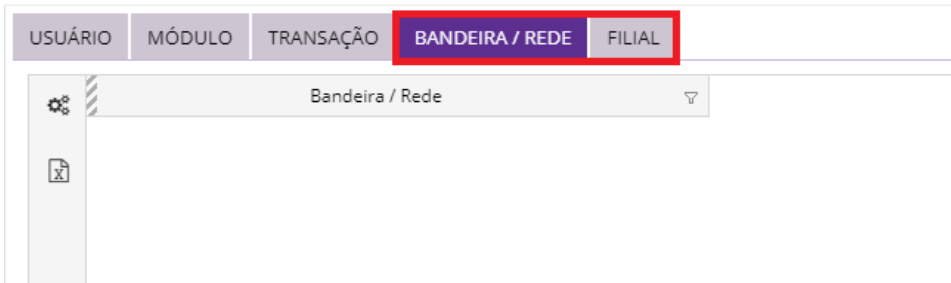 USUÁRIO MÓDULO TRANSAÇÃO BANDEIRA / REDE FILIAL
Bandeira / Rede